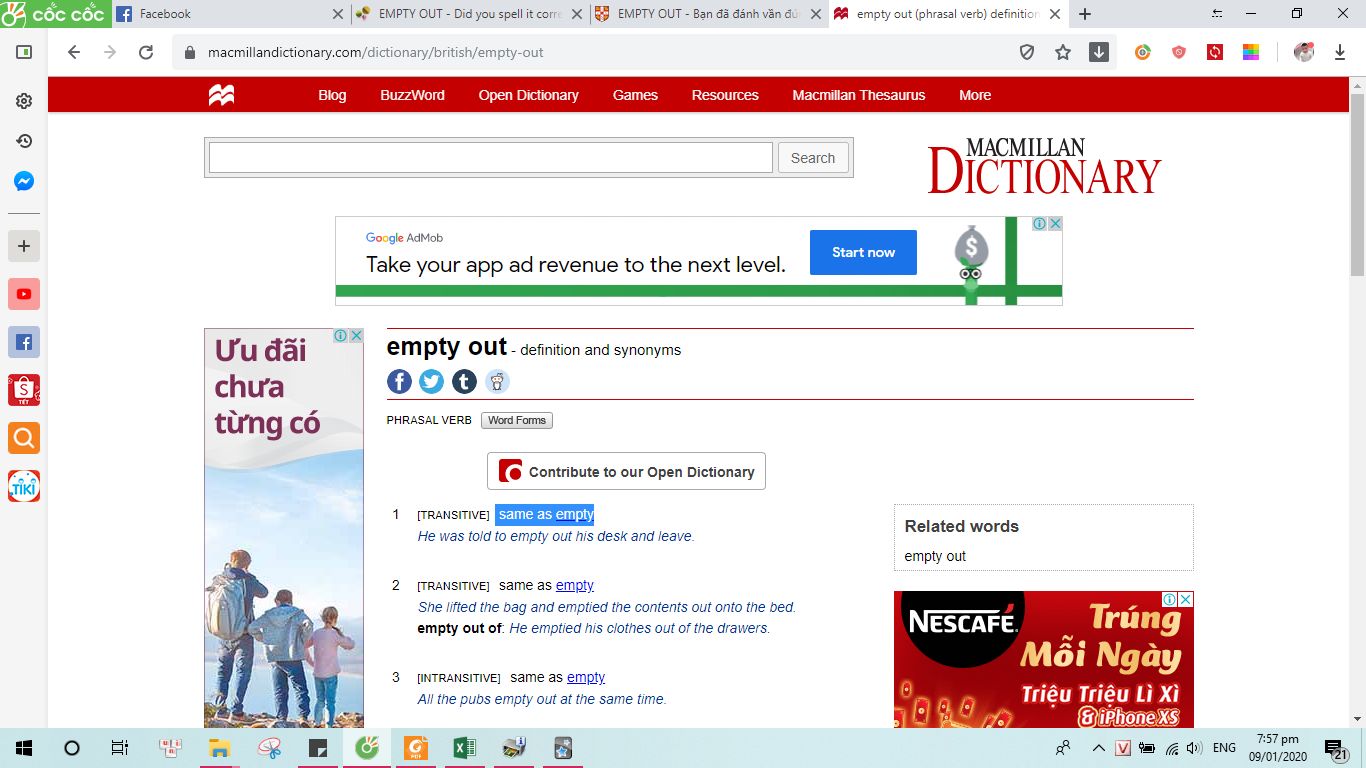 cốc cốc
Facebook
EMPTY OUT - Did you spell it corre
EMPTY OUT - Bạn đã đánh vần đún
empty out (phrasal verb) definition
macmillandictionary.com/dictionary/british/empty-out
Blog BuzzWord Open Dictionary Games Resources Macmillan Thesaurus More
Search
MACMILLAN
DICTIONARY
Google AdMob
Take your app ad revenue to the next level.
Start now
$
Ưu đãi
chưa
từng có
empty out - definition and synonyms
PHRASAL VERB Word Forms
Contribute to our Open Dictionary
1 [TRANSITIVE] same as empty
He was told to empty out his desk and leave.
2 [TRANSITIVE] same as empty
She lifted the bag and emptied the contents out onto the bed.
empty out of: He emptied his clothes out of the drawers.
3 [INTRANSITIVE] same as empty
All the pubs empty out at the same time.
Related words
empty out
NESCAFÉ
Trúng
Mỗi Ngày
Triệu Triệu Lì Xì
& iPhone XS
S
TẾT
TIKI
PDF
V
ENG
7:57 pm
09/01/2020
21